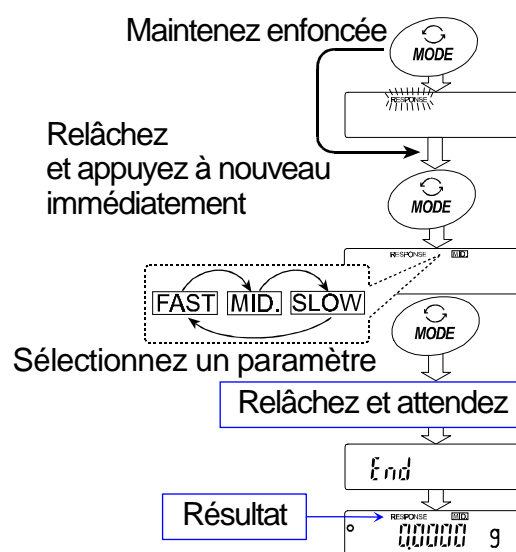 Maintenez enfoncée
MODE
RESPONSE
Relâchez
et appuyez à nouveau
immédiatement
MODE
RESPONSE MID.
FAST MID. SLOW
MODE
Sélectionnez un paramètre
Relâchez et attendez
End
Résultat
RESPONSE MID.
0.0000 g